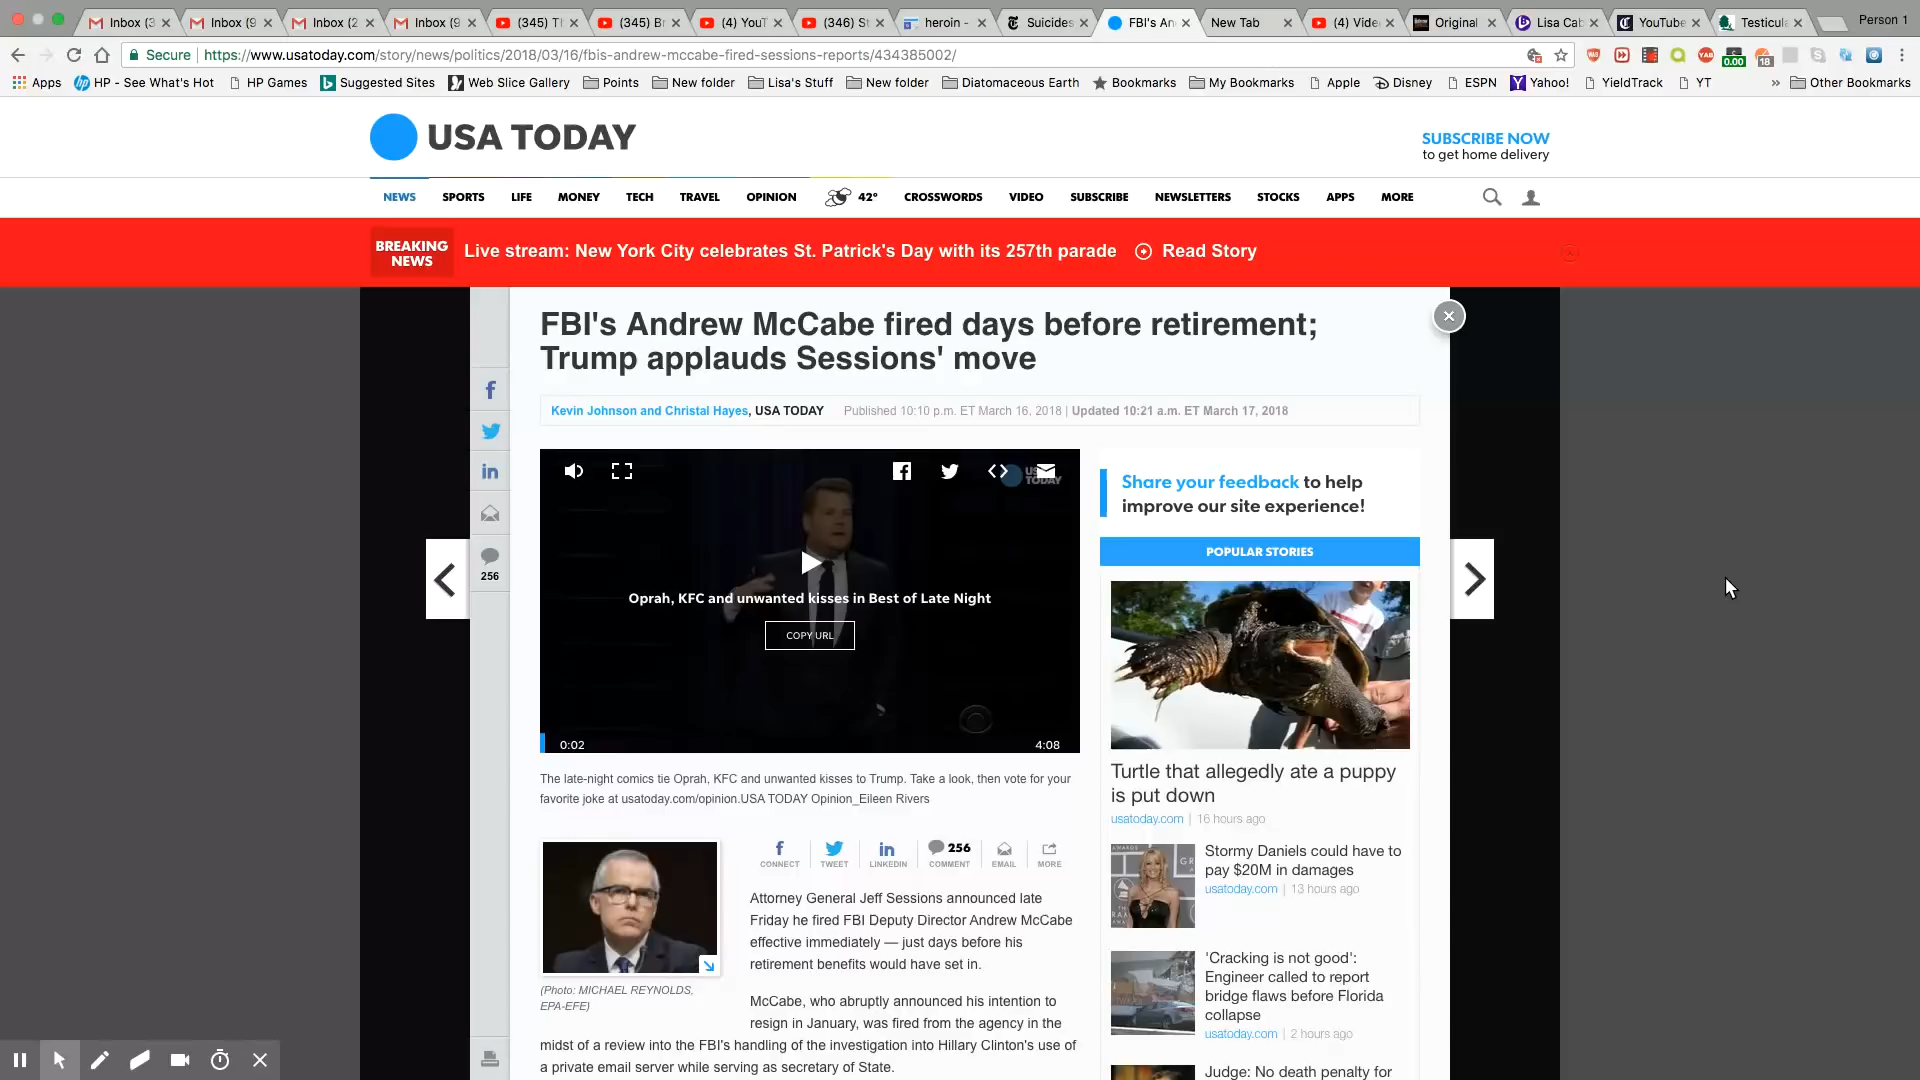 Inbox (3
Inbox (9
Inbox (2
Inbox (9
(345) T
(345) B
(4) YouT
(346) St
heroin -
Suicides
FBI's An
New Tab
(4) Vide
Original
Lisa Cab
YouTube
Testicul
Person 1
Secure
https://www.usatoday.com/story/news/politics/2018/03/16/fbis-andrew-mccabe-fired-sessions-reports/434385002/
0.00
18
Apps
HP - See What's Hot
HP Games
Suggested Sites
Web Slice Gallery
Points
New folder
Lisa's Stuff
New folder
Diatomaceous Earth
Bookmarks
My Bookmarks
Apple
Disney
ESPN
Yahoo!
YieldTrack
YT
»
Other Bookmarks
USA TODAY
SUBSCRIBE NOW
to get home delivery
NEWS
SPORTS
LIFE
MONEY
TECH
TRAVEL
OPINION
42°
CROSSWORDS
VIDEO
SUBSCRIBE
NEWSLETTERS
STOCKS
APPS
MORE
BREAKING
NEWS
Live stream: New York City celebrates St. Patrick's Day with its 257th parade
Read Story
FBI's Andrew McCabe fired days before retirement;
Trump applauds Sessions' move
Kevin Johnson and Christal Hayes, USA TODAY Published 10:10 p.m. ET March 16, 2018 | Updated 10:21 a.m. ET March 17, 2018
256
USA
TODAY
Oprah, KFC and unwanted kisses in Best of Late Night
COPY URL
0:02
4:08
The late-night comics tie Oprah, KFC and unwanted kisses to Trump. Take a look, then vote for your
favorite joke at usatoday.com/opinion.USA TODAY Opinion_Eileen Rivers
(Photo: MICHAEL REYNOLDS,
EPA-EFE)
CONNECT
TWEET
LINKEDIN
256
COMMENT
EMAIL
MORE
Attorney General Jeff Sessions announced late
Friday he fired FBI Deputy Director Andrew McCabe
effective immediately — just days before his
retirement benefits would have set in.
McCabe, who abruptly announced his intention to
resign in January, was fired from the agency in the
midst of a review into the FBI's handling of the investigation into Hillary Clinton's use of
a private email server while serving as secretary of State.
Share your feedback to help
improve our site experience!
POPULAR STORIES
Turtle that allegedly ate a puppy
is put down
usatoday.com | 16 hours ago
Stormy Daniels could have to
pay $20M in damages
usatoday.com | 13 hours ago
'Cracking is not good':
Engineer called to report
bridge flaws before Florida
collapse
usatoday.com | 2 hours ago
Judge: No death penalty for